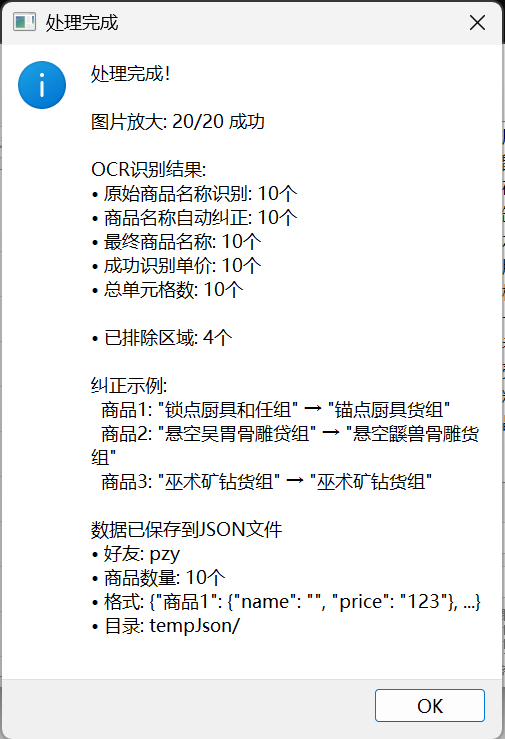 处理完成
处理完成！
图片放大: 20/20 成功
OCR识别结果:
• 原始商品名称识别: 10个
• 商品名称自动纠正: 10个
• 最终商品名称: 10个
• 成功识别单价: 10个
• 总单元格数: 10个
• 已排除区域: 4个
纠正示例:
商品1: "锁点厨具和任组" → "锚点厨具货组"
商品2: "悬空吴胃骨雕贷组" → "悬空鼷兽骨雕货
组"
商品3: "巫术矿钻货组" → "巫术矿钻货组"
数据已保存到JSON文件
• 好友: pzy
• 商品数量: 10个
• 格式: {"商品1": {"name": "", "price": "123"}, ...}
• 目录: tempJson/
OK